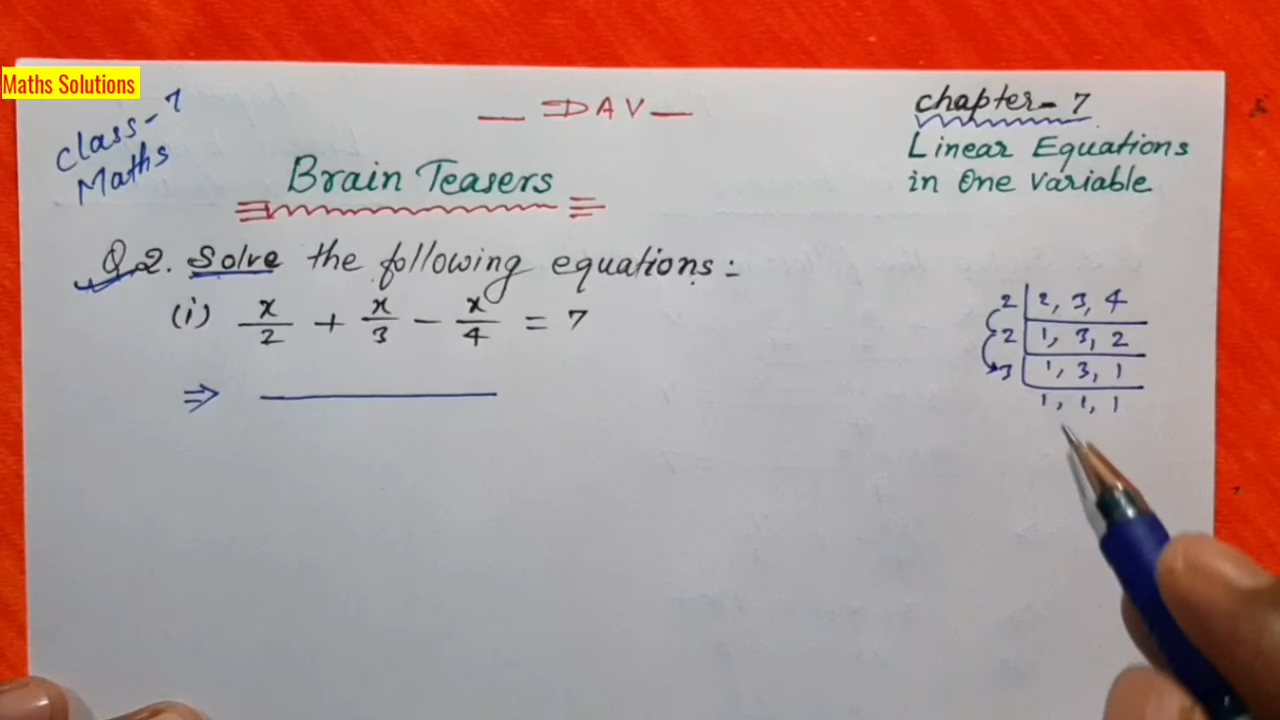 Maths Solutions
Class-7
Maths
DAV
Brain Teasers
chapter-7
Linear Equations
in One Variable
Q2. Solve the following equations:
(i) x/2 + x/3 - x/4 = 7
⇒
2 | 2, 3, 4
2 | 1, 3, 2
3 | 1, 3, 1
1, 1, 1